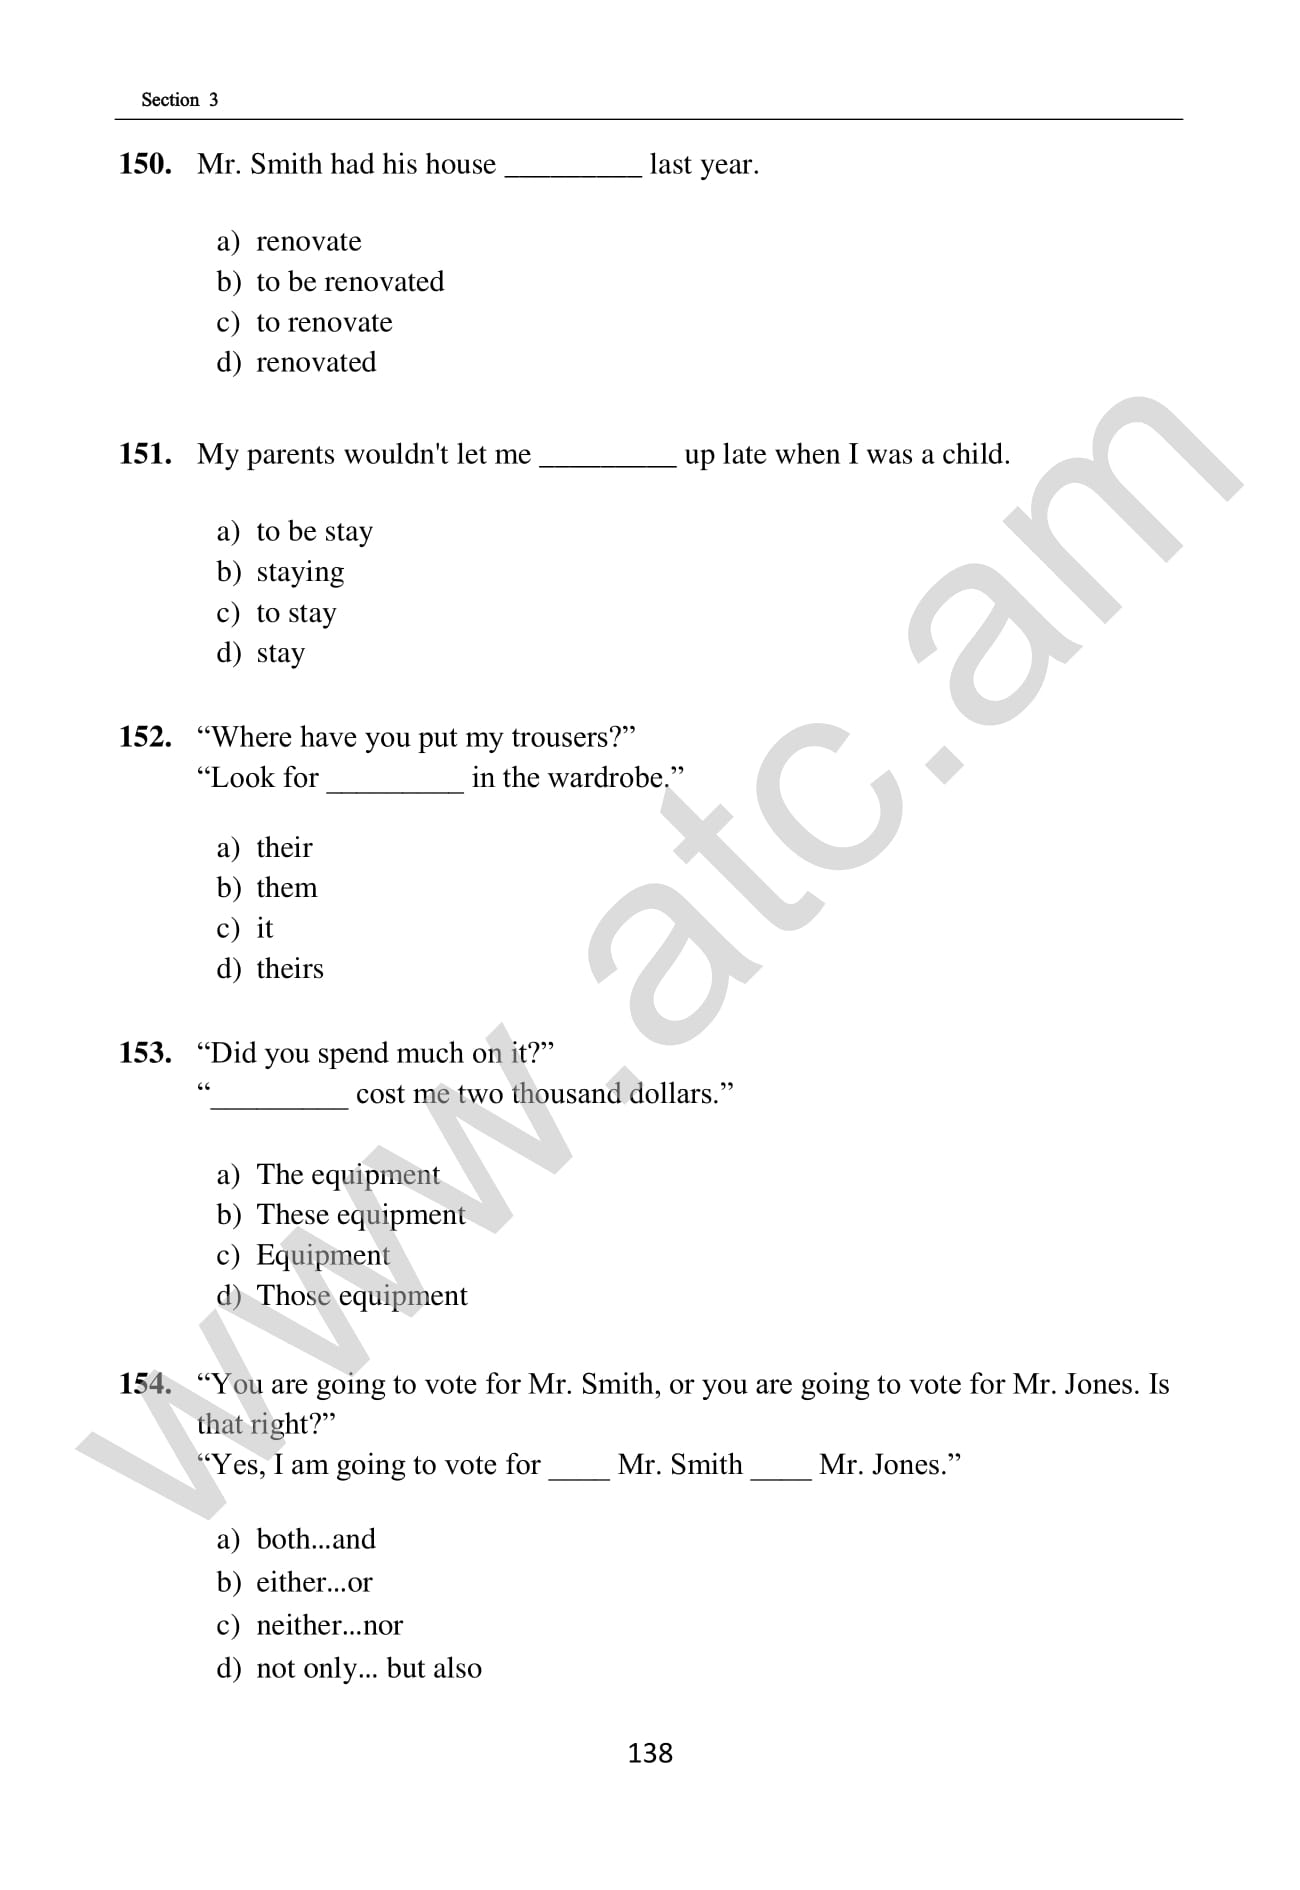 Section 3
150. Mr. Smith had his house _________ last year.
a) renovate
b) to be renovated
c) to renovate
d) renovated
151. My parents wouldn't let me _________ up late when I was a child.
a) to be stay
b) staying
c) to stay
d) stay
152. “Where have you put my trousers?”
“Look for _________ in the wardrobe.”
a) their
b) them
c) it
d) theirs
153. “Did you spend much on it?”
“_________ cost me two thousand dollars.”
a) The equipment
b) These equipment
c) Equipment
d) Those equipment
154. “You are going to vote for Mr. Smith, or you are going to vote for Mr. Jones. Is
that right?”
“Yes, I am going to vote for ____ Mr. Smith ____ Mr. Jones.”
a) both...and
b) either...or
c) neither...nor
d) not only... but also
138
www.atc.am